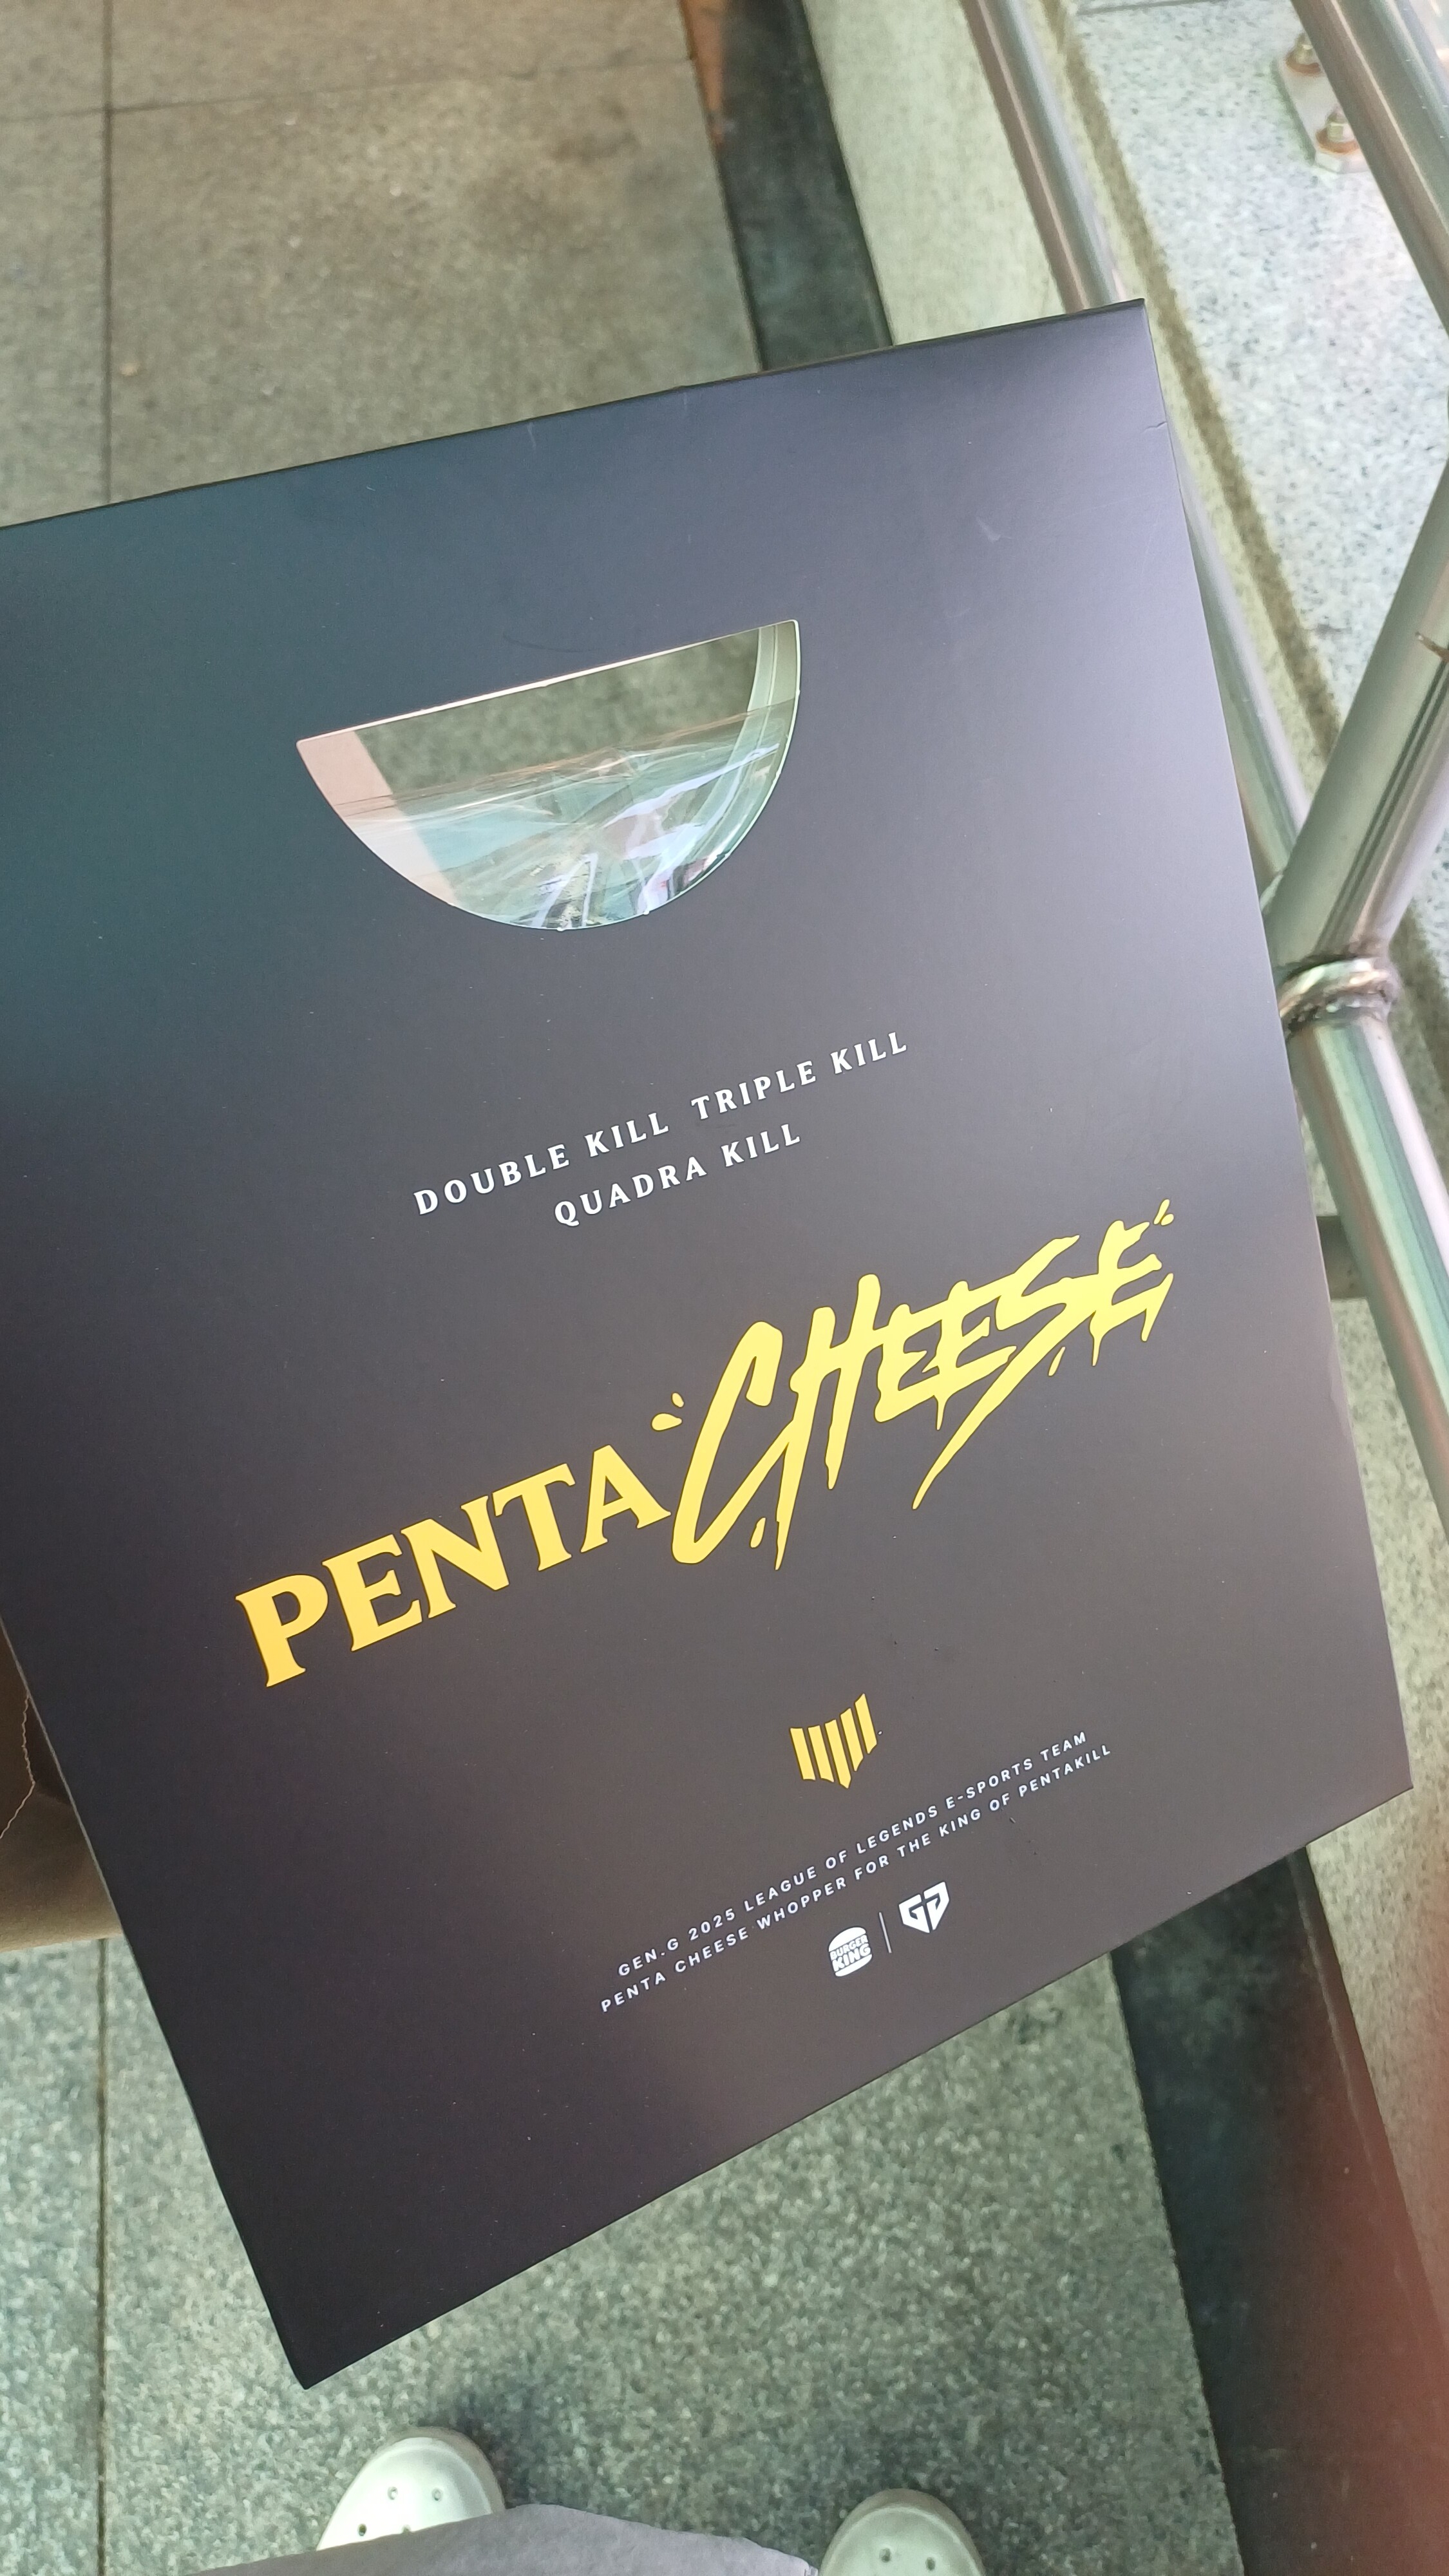 DOUBLE KILL TRIPLE KILL
QUADRA KILL
PENTA CHEESE
GEN.G 2025 LEAGUE OF LEGENDS E-SPORTS TEAM
PENTA CHEESE WHOPPER FOR THE KING OF PENTAKILL
BURGER
KING